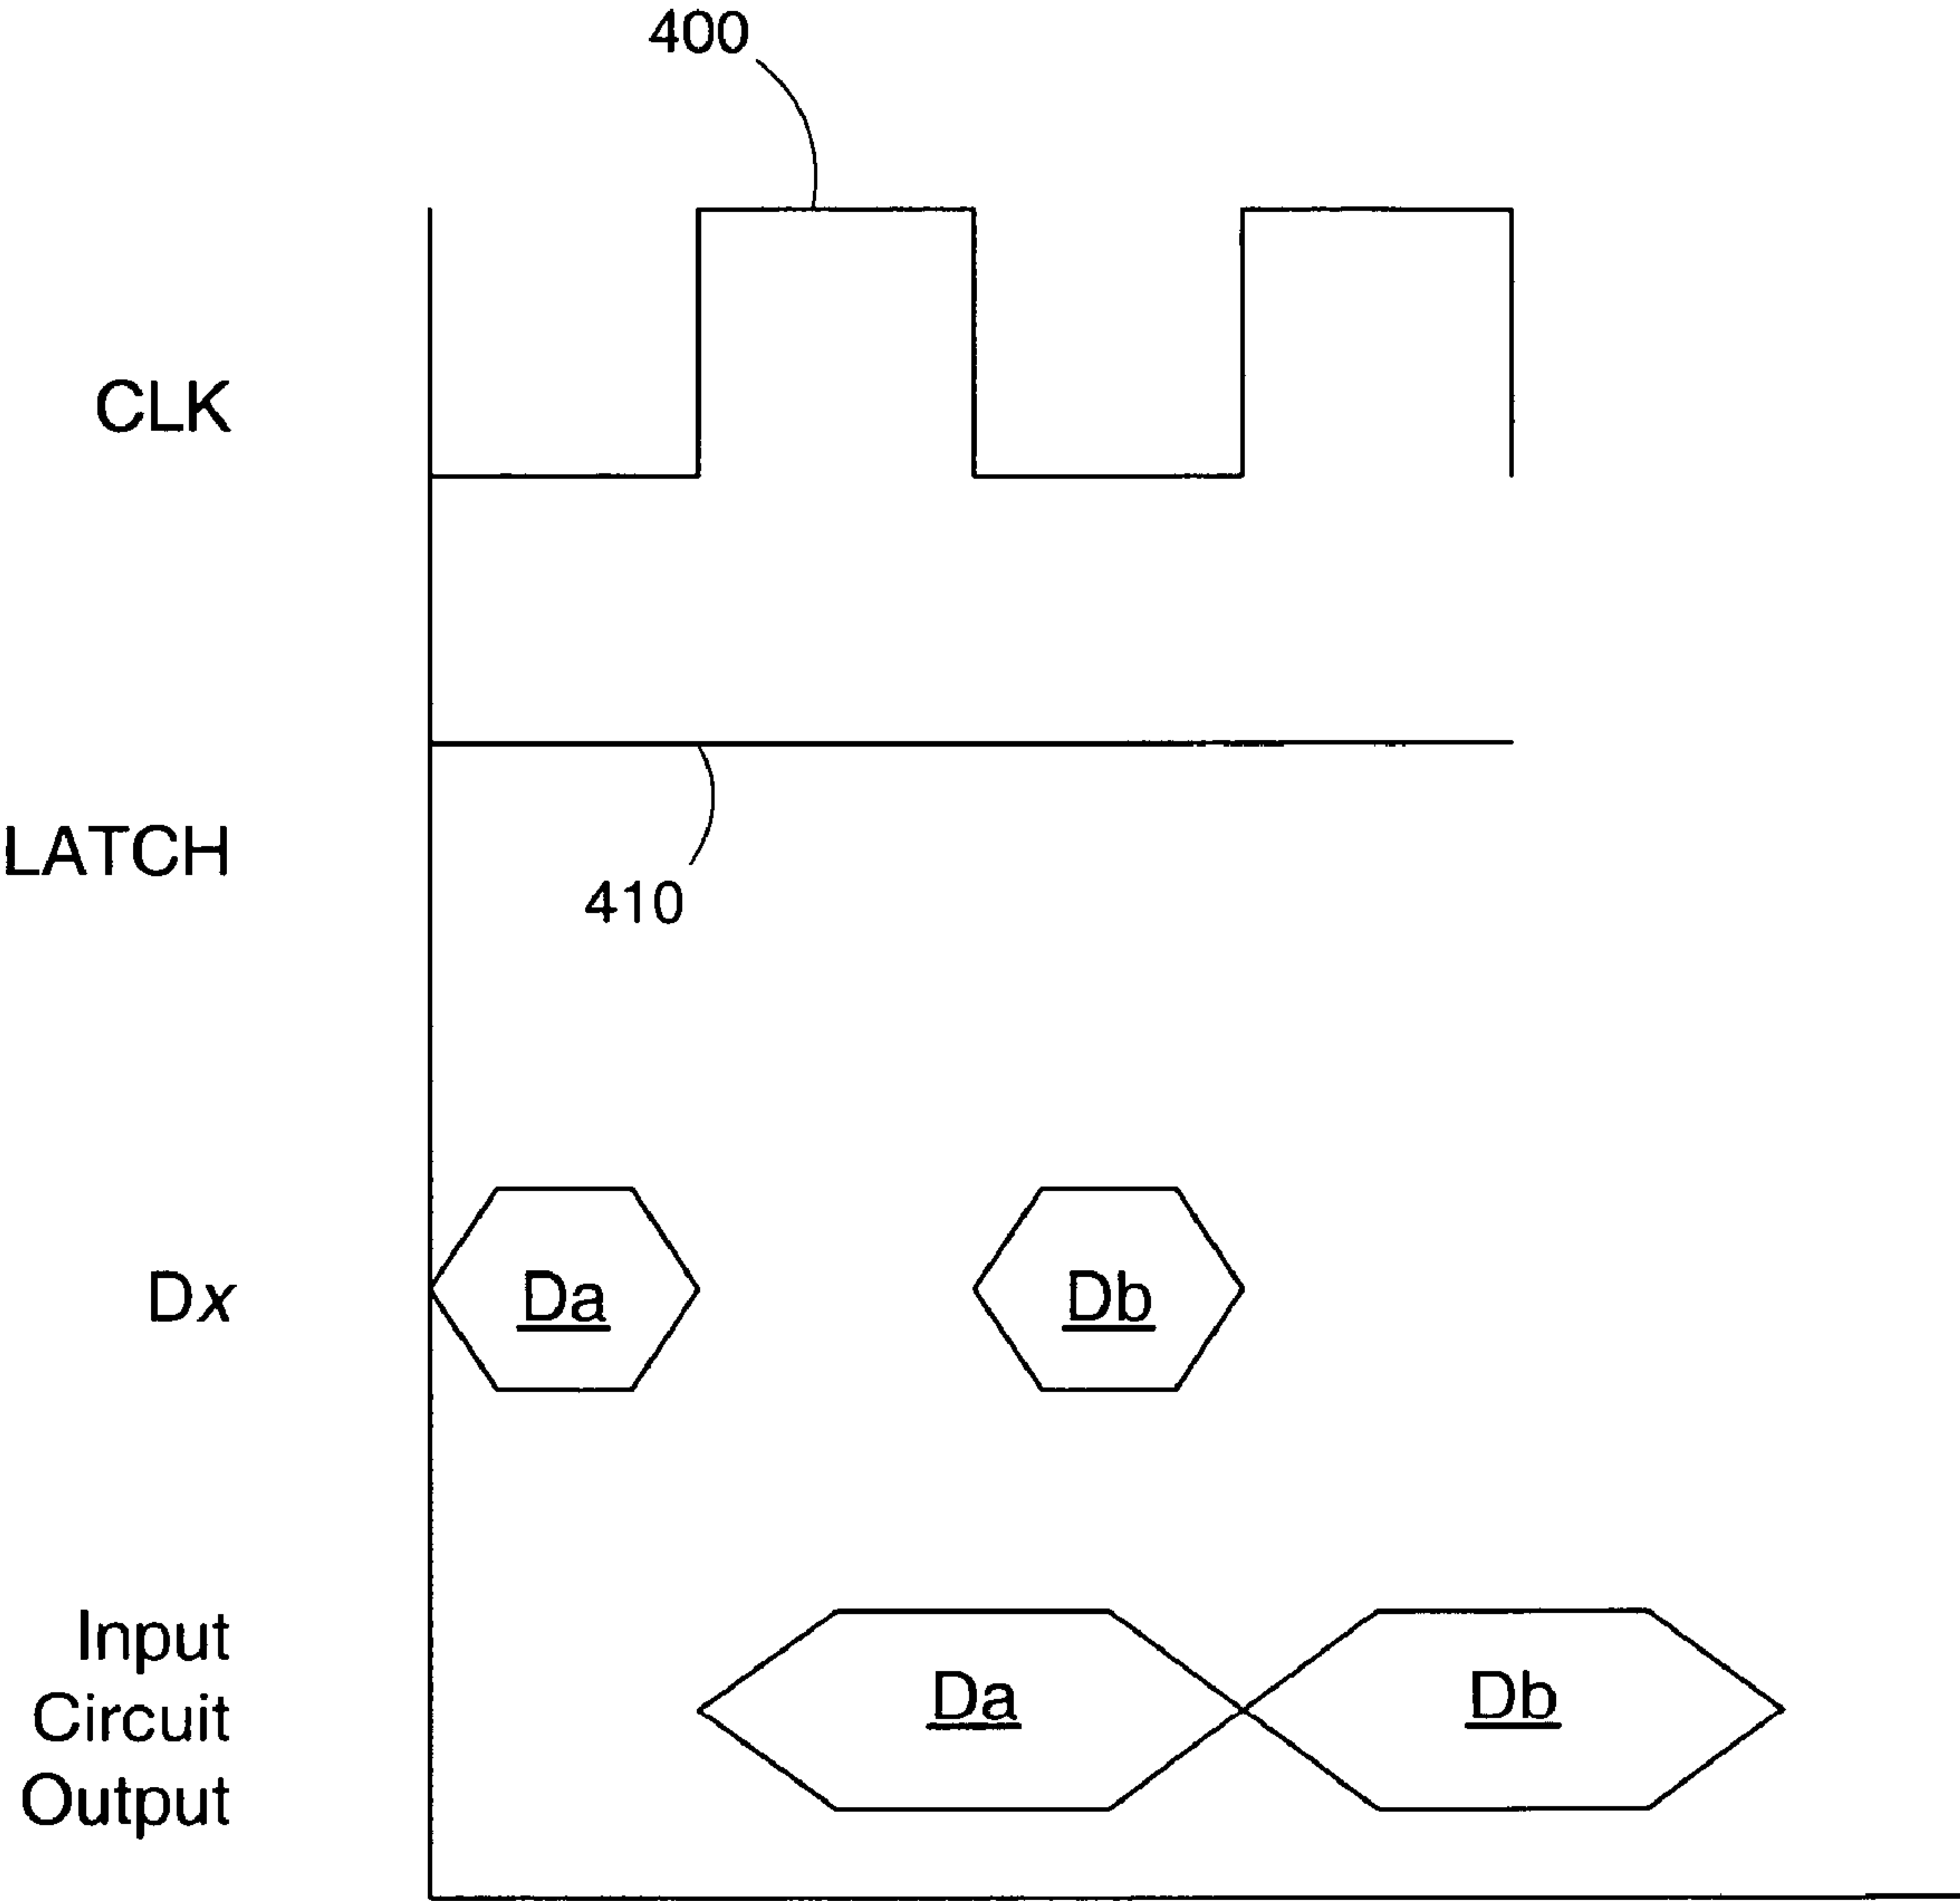 400
CLK
LATCH
410
Dx
Da
Db
Input
Circuit
Output
Da
Db